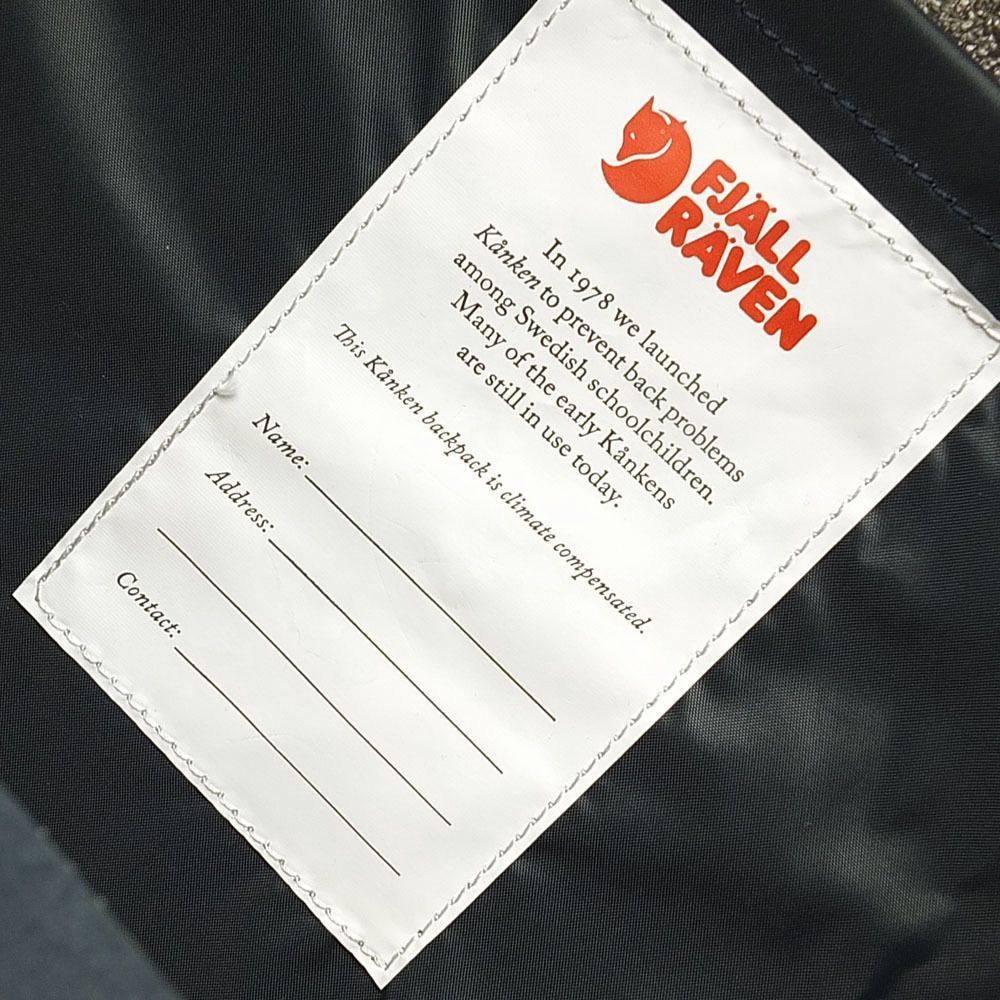 FJÄLL
RÄVEN
In 1978 we launched
Kånken to prevent back problems
among Swedish schoolchildren.
Many of the early Kånkens
are still in use today.
This Kånken backpack is climate compensated.
Name:
Address:
Contact: